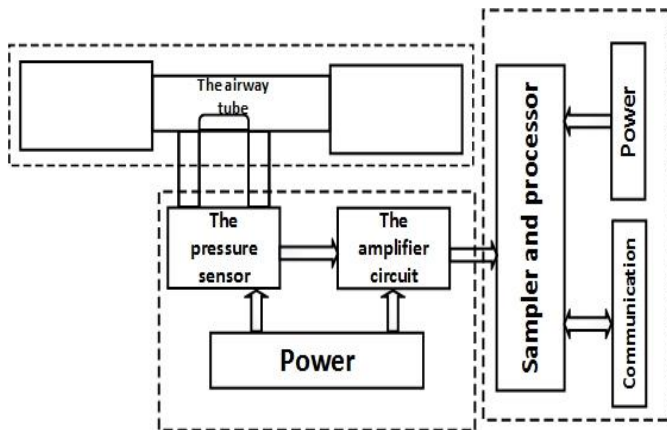 The airway
tube
The
pressure
sensor
The
amplifier
circuit
Power
Sampler and processor
Power
Communication